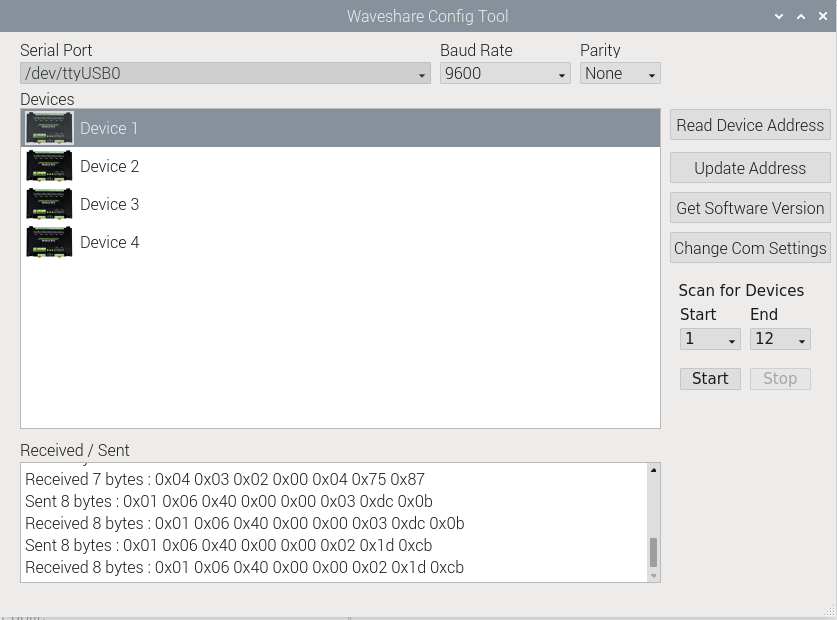 Waveshare Config Tool
Serial Port Baud Rate Parity
/dev/ttyUSB0 9600 None
Devices
Device 1
Device 2
Device 3
Device 4
Read Device Address
Update Address
Get Software Version
Change Com Settings
Scan for Devices
Start End
1 12
Start Stop
Received / Sent
Received 7 bytes : 0x04 0x03 0x02 0x00 0x04 0x75 0x87
Sent 8 bytes : 0x01 0x06 0x40 0x00 0x00 0x03 0xdc 0x0b
Received 8 bytes : 0x01 0x06 0x40 0x00 0x00 0x03 0xdc 0x0b
Sent 8 bytes : 0x01 0x06 0x40 0x00 0x00 0x02 0x1d 0xcb
Received 8 bytes : 0x01 0x06 0x40 0x00 0x00 0x02 0x1d 0xcb